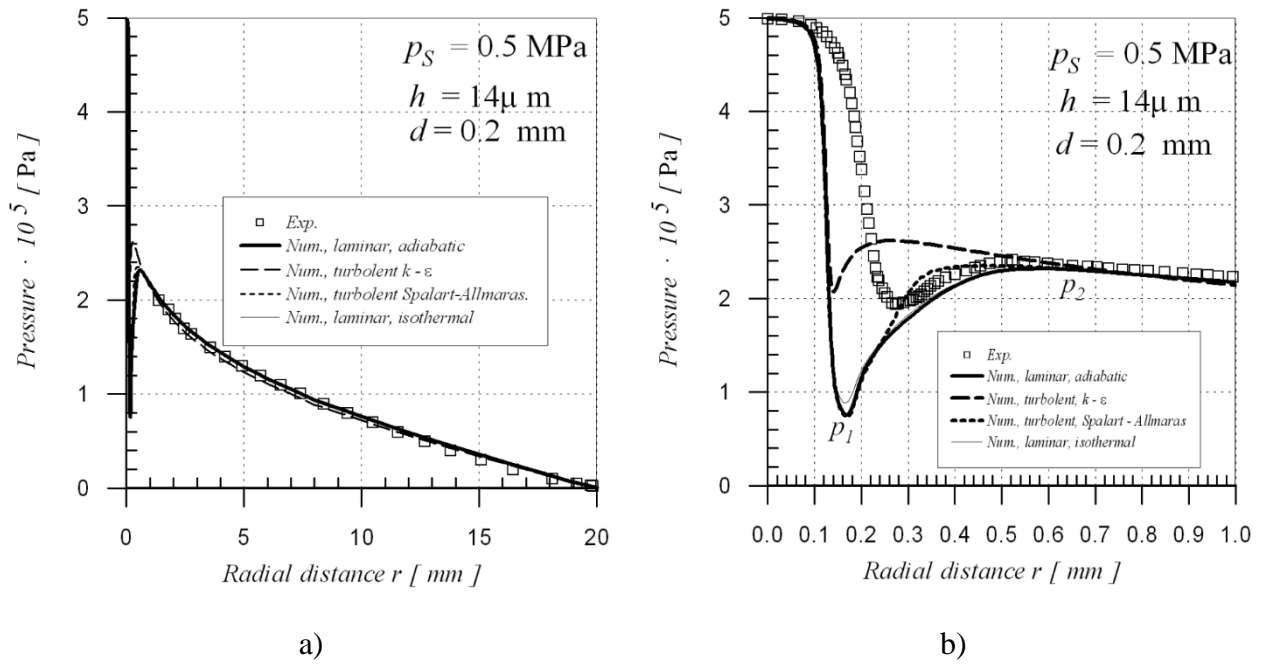 5
4
3
2
1
0
Pressure · 10 5 [ Pa ]
pS = 0.5 MPa
h = 14μ m
d = 0.2 mm
Exp.
Num., laminar, adiabatic
Num., turbolent k - ε
Num., turbolent Spalart-Allmaras.
Num., laminar, isothermal
0 5 10 15 20
Radial distance r [ mm ]
a)
5
4
3
2
1
0
Pressure · 10 5 [ Pa ]
pS = 0.5 MPa
h = 14μ m
d = 0.2 mm
p2
p1
Exp.
Num., laminar, adiabatic
Num., turbolent, k - ε
Num., turbolent, Spalart - Allmaras
Num., laminar, isothermal
0.0 0.1 0.2 0.3 0.4 0.5 0.6 0.7 0.8 0.9 1.0
Radial distance r [ mm ]
b)